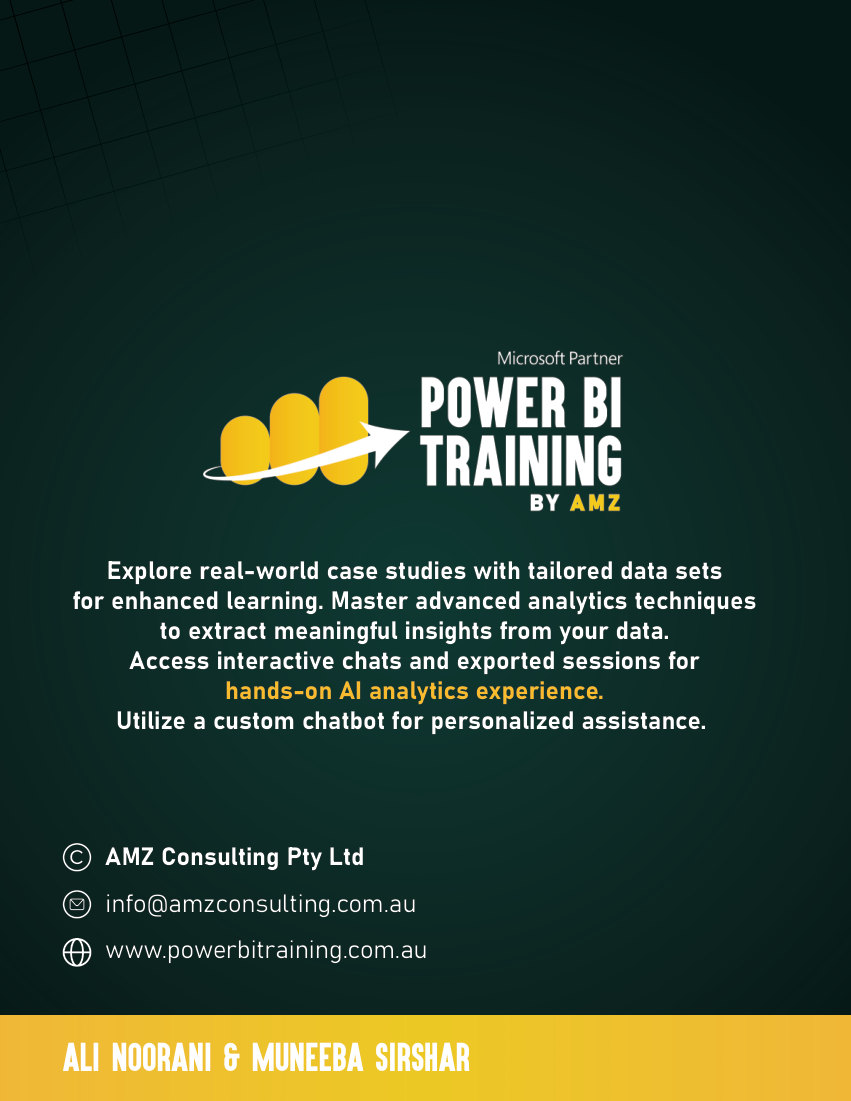 Microsoft Partner
POWER BI
TRAINING
BY AMZ
Explore real-world case studies with tailored data sets
for enhanced learning. Master advanced analytics techniques
to extract meaningful insights from your data.
Access interactive chats and exported sessions for
hands-on AI analytics experience.
Utilize a custom chatbot for personalized assistance.
© AMZ Consulting Pty Ltd
info@amzconsulting.com.au
www.powerbitraining.com.au
ALI NOORANI & MUNEEBA SIRSHAR